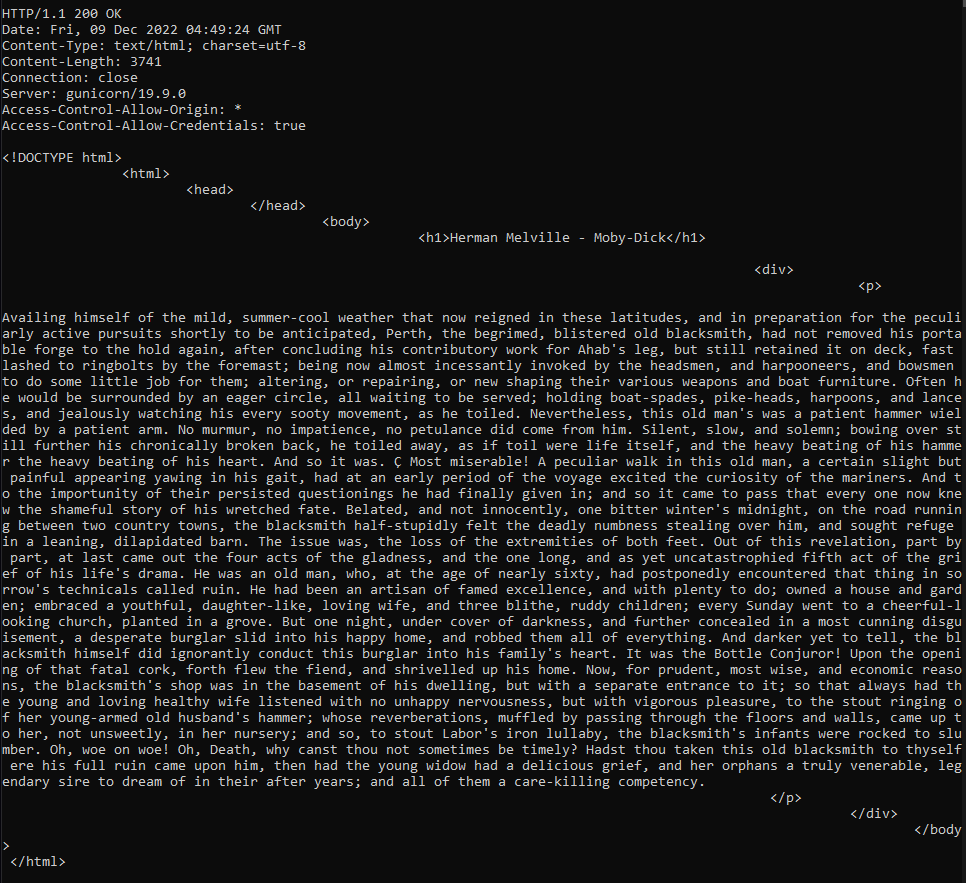 HTTP/1.1 200 OK
Date: Fri, 09 Dec 2022 04:49:24 GMT
Content-Type: text/html; charset=utf-8
Content-Length: 3741
Connection: close
Server: gunicorn/19.9.0
Access-Control-Allow-Origin: *
Access-Control-Allow-Credentials: true
<!DOCTYPE html>
<html>
<head>
</head>
<body>
<h1>Herman Melville - Moby-Dick</h1>
<div>
<p>
Availing himself of the mild, summer-cool weather that now reigned in these latitudes, and in preparation for the peculi
arly active pursuits shortly to be anticipated, Perth, the begrimed, blistered old blacksmith, had not removed his porta
ble forge to the hold again, after concluding his contributory work for Ahab's leg, but still retained it on deck, fast
lashed to ringbolts by the foremast; being now almost incessantly invoked by the headsmen, and harpooneers, and bowsmen
to do some little job for them; altering, or repairing, or new shaping their various weapons and boat furniture. Often h
e would be surrounded by an eager circle, all waiting to be served; holding boat-spades, pike-heads, harpoons, and lance
s, and jealously watching his every sooty movement, as he toiled. Nevertheless, this old man's was a patient hammer wiel
ded by a patient arm. No murmur, no impatience, no petulance did come from him. Silent, slow, and solemn; bowing over st
ill further his chronically broken back, he toiled away, as if toil were life itself, and the heavy beating of his hamme
r the heavy beating of his heart. And so it was. Ç Most miserable! A peculiar walk in this old man, a certain slight but
painful appearing yawing in his gait, had at an early period of the voyage excited the curiosity of the mariners. And t
o the importunity of their persisted questionings he had finally given in; and so it came to pass that every one now kne
w the shameful story of his wretched fate. Belated, and not innocently, one bitter winter's midnight, on the road runnin
g between two country towns, the blacksmith half-stupidly felt the deadly numbness stealing over him, and sought refuge
in a leaning, dilapidated barn. The issue was, the loss of the extremities of both feet. Out of this revelation, part by
part, at last came out the four acts of the gladness, and the one long, and as yet uncatastrophied fifth act of the gri
ef of his life's drama. He was an old man, who, at the age of nearly sixty, had postponedly encountered that thing in so
rrow's technicals called ruin. He had been an artisan of famed excellence, and with plenty to do; owned a house and gard
en; embraced a youthful, daughter-like, loving wife, and three blithe, ruddy children; every Sunday went to a cheerful-l
ooking church, planted in a grove. But one night, under cover of darkness, and further concealed in a most cunning disgu
isement, a desperate burglar slid into his happy home, and robbed them all of everything. And darker yet to tell, the bl
acksmith himself did ignorantly conduct this burglar into his family's heart. It was the Bottle Conjuror! Upon the openi
ng of that fatal cork, forth flew the fiend, and shrivelled up his home. Now, for prudent, most wise, and economic reaso
ns, the blacksmith's shop was in the basement of his dwelling, but with a separate entrance to it; so that always had th
e young and loving healthy wife listened with no unhappy nervousness, but with vigorous pleasure, to the stout ringing o
f her young-armed old husband's hammer; whose reverberations, muffled by passing through the floors and walls, came up t
o her, not unsweetly, in her nursery; and so, to stout Labor's iron lullaby, the blacksmith's infants were rocked to slu
mber. Oh, woe on woe! Oh, Death, why canst thou not sometimes be timely? Hadst thou taken this old blacksmith to thyself
ere his full ruin came upon him, then had the young widow had a delicious grief, and her orphans a truly venerable, leg
endary sire to dream of in their after years; and all of them a care-killing competency.
</p>
</div>
</body
>
</html>